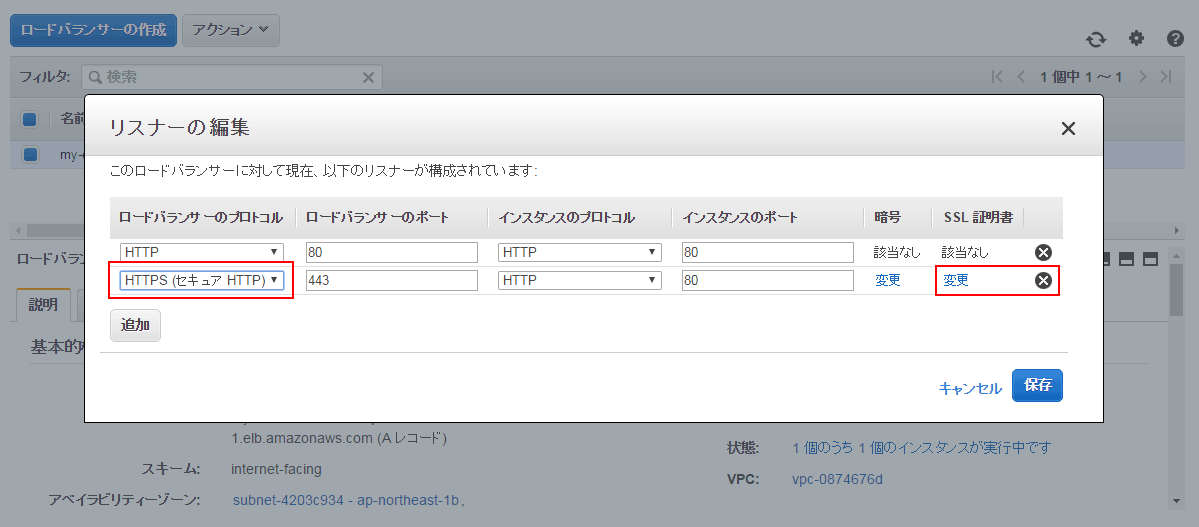 ロードバランサーの作成 アクション
フィルタ: 検索 1 個中 1 ～ 1
名前
my-
リスナーの編集
このロードバランサーに対して現在、以下のリスナーが構成されています:
ロードバランサーのプロトコル ロードバランサーのポート インスタンスのプロトコル インスタンスのポート 暗号 SSL 証明書
HTTP 80 HTTP 80 該当なし 該当なし
HTTPS (セキュア HTTP) 443 HTTP 80 変更 変更
追加
キャンセル 保存
ロードバラン
説明
基本的
1.elb.amazonaws.com (A レコード)
状態: 1 個のうち 1 個のインスタンスが実行中です
スキーム: internet-facing
VPC: vpc-0874676d
アベイラビリティーゾーン: subnet-4203c934 - ap-northeast-1b,